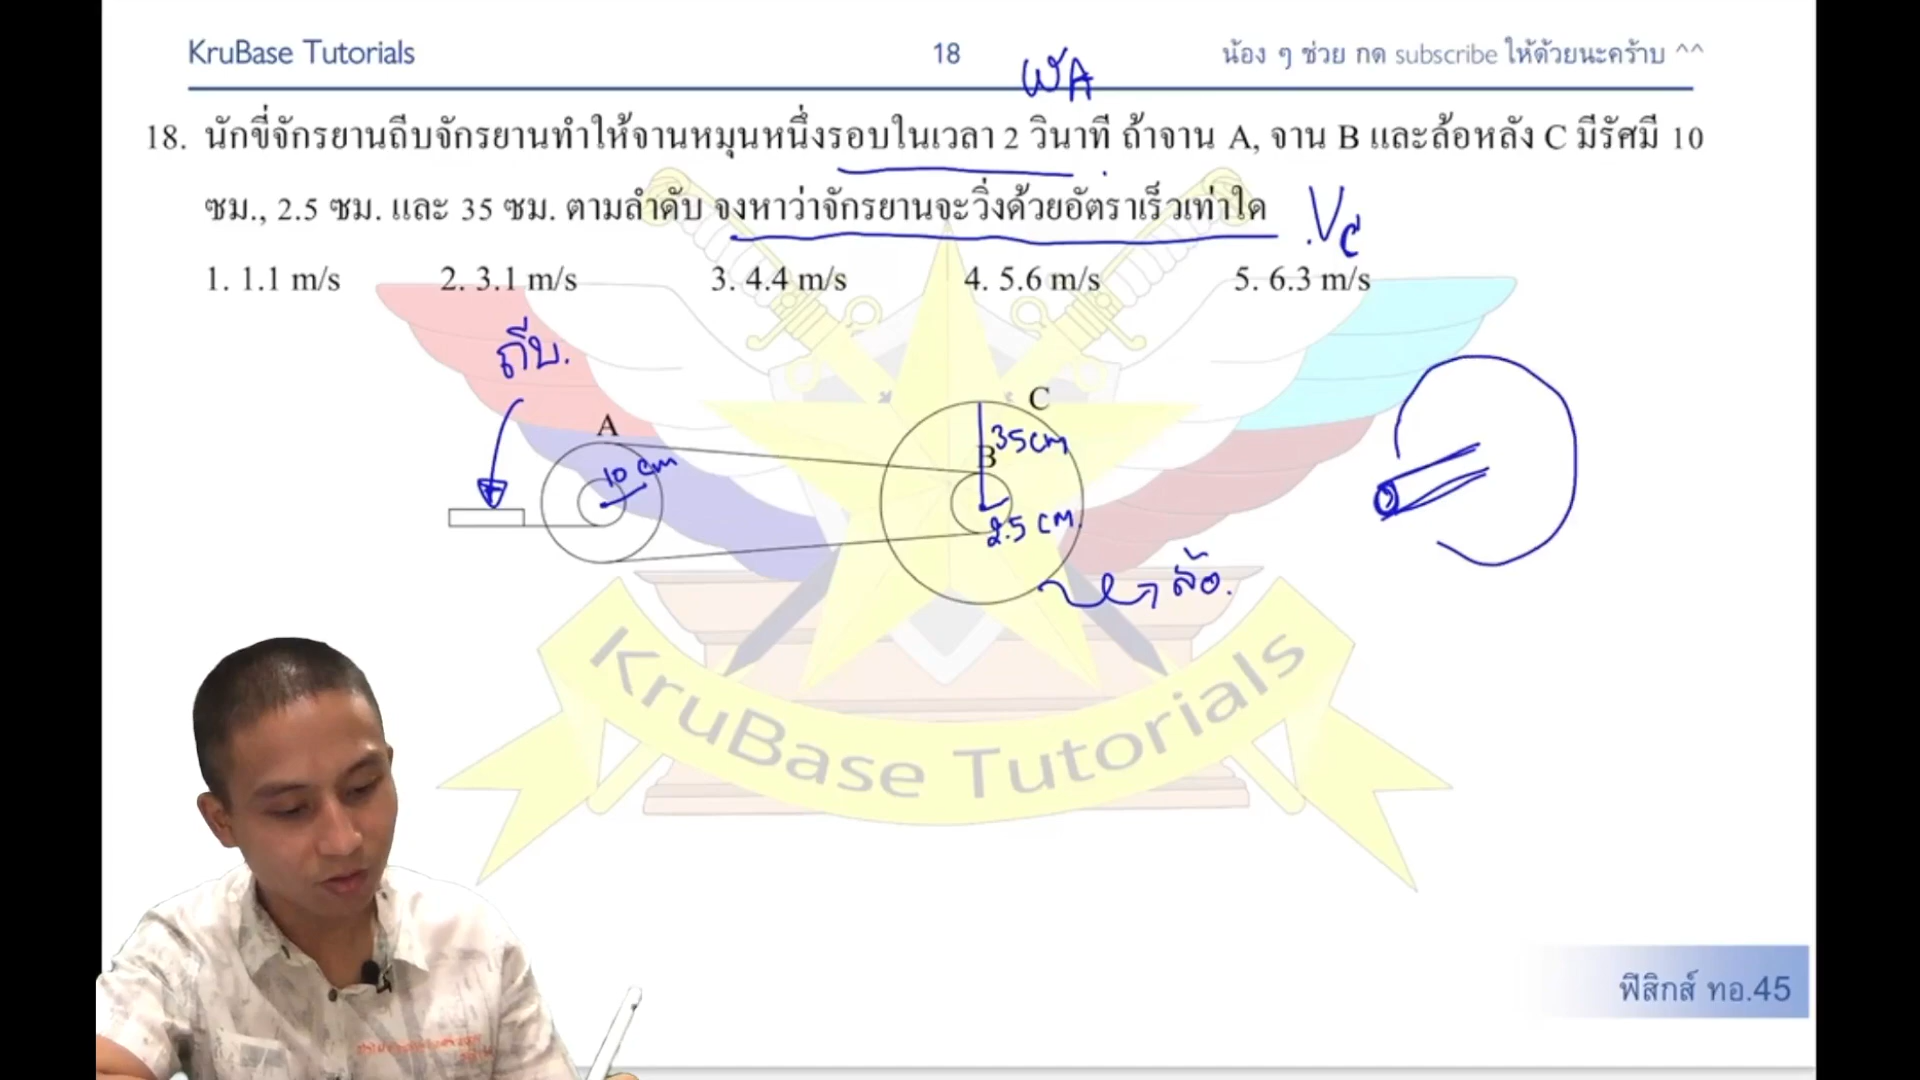 KruBase Tutorials
18
น้อง ๆ ช่วย กด subscribe ให้ด้วยนะคร้าบ ^^
ωA
18. นักขี่จักรยานถีบจักรยานทำให้จานหมุนหนึ่งรอบในเวลา 2 วินาที ถ้าจาน A, จาน B และล้อหลัง C มีรัศมี 10
ซม., 2.5 ซม. และ 35 ซม. ตามลำดับ จงหาว่าจักรยานจะวิ่งด้วยอัตราเร็วเท่าใด Vc
1. 1.1 m/s 2. 3.1 m/s 3. 4.4 m/s 4. 5.6 m/s 5. 6.3 m/s
ถีบ.
A
C
35 cm
B
10 cm
2.5 cm
ล้อ.
KruBase Tutorials
ฟิสิกส์ ทอ.45